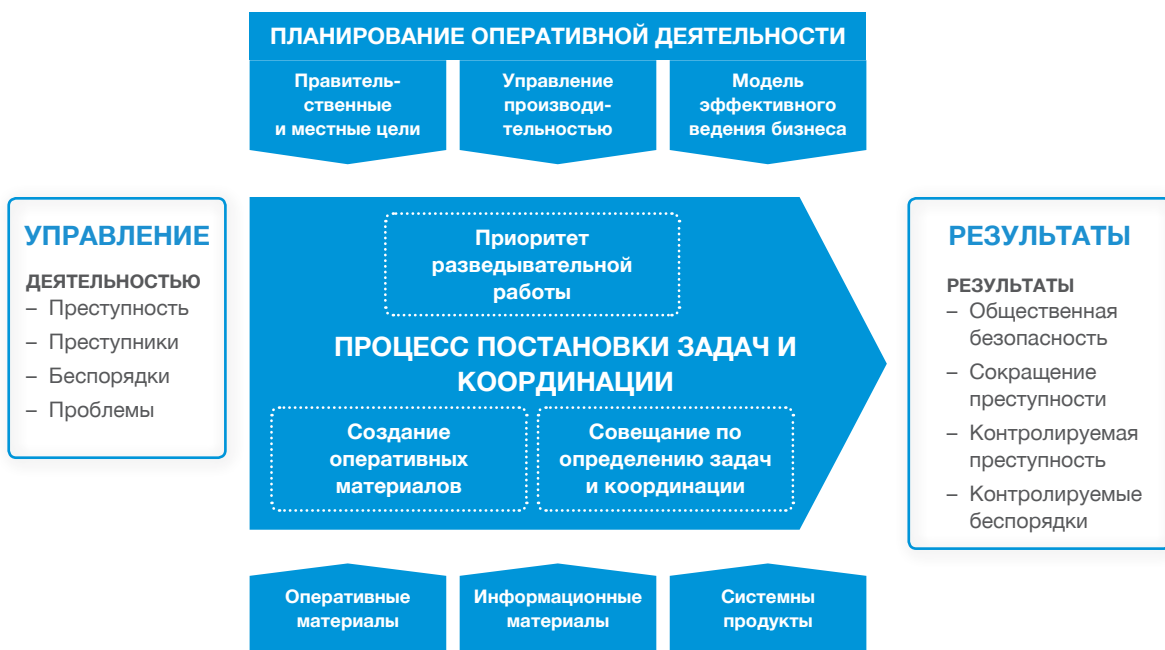 ПЛАНИРОВАНИЕ ОПЕРАТИВНОЙ ДЕЯТЕЛЬНОСТИ
Правитель-
ственные
и местные цели
Управление
производи-
тельностью
Модель
эффективного
ведения бизнеса
УПРАВЛЕНИЕ
ДЕЯТЕЛЬНОСТЬЮ
– Преступность
– Преступники
– Беспорядки
– Проблемы
Приоритет
разведывательной
работы
ПРОЦЕСС ПОСТАНОВКИ ЗАДАЧ И
КООРДИНАЦИИ
Создание
оперативных
материалов
Совещание по
определению задач
и координации
РЕЗУЛЬТАТЫ
РЕЗУЛЬТАТЫ
– Общественная
безопасность
– Сокращение
преступности
– Контролируемая
преступность
– Контролируемые
беспорядки
Оперативные
материалы
Информационные
материалы
Системны
продукты